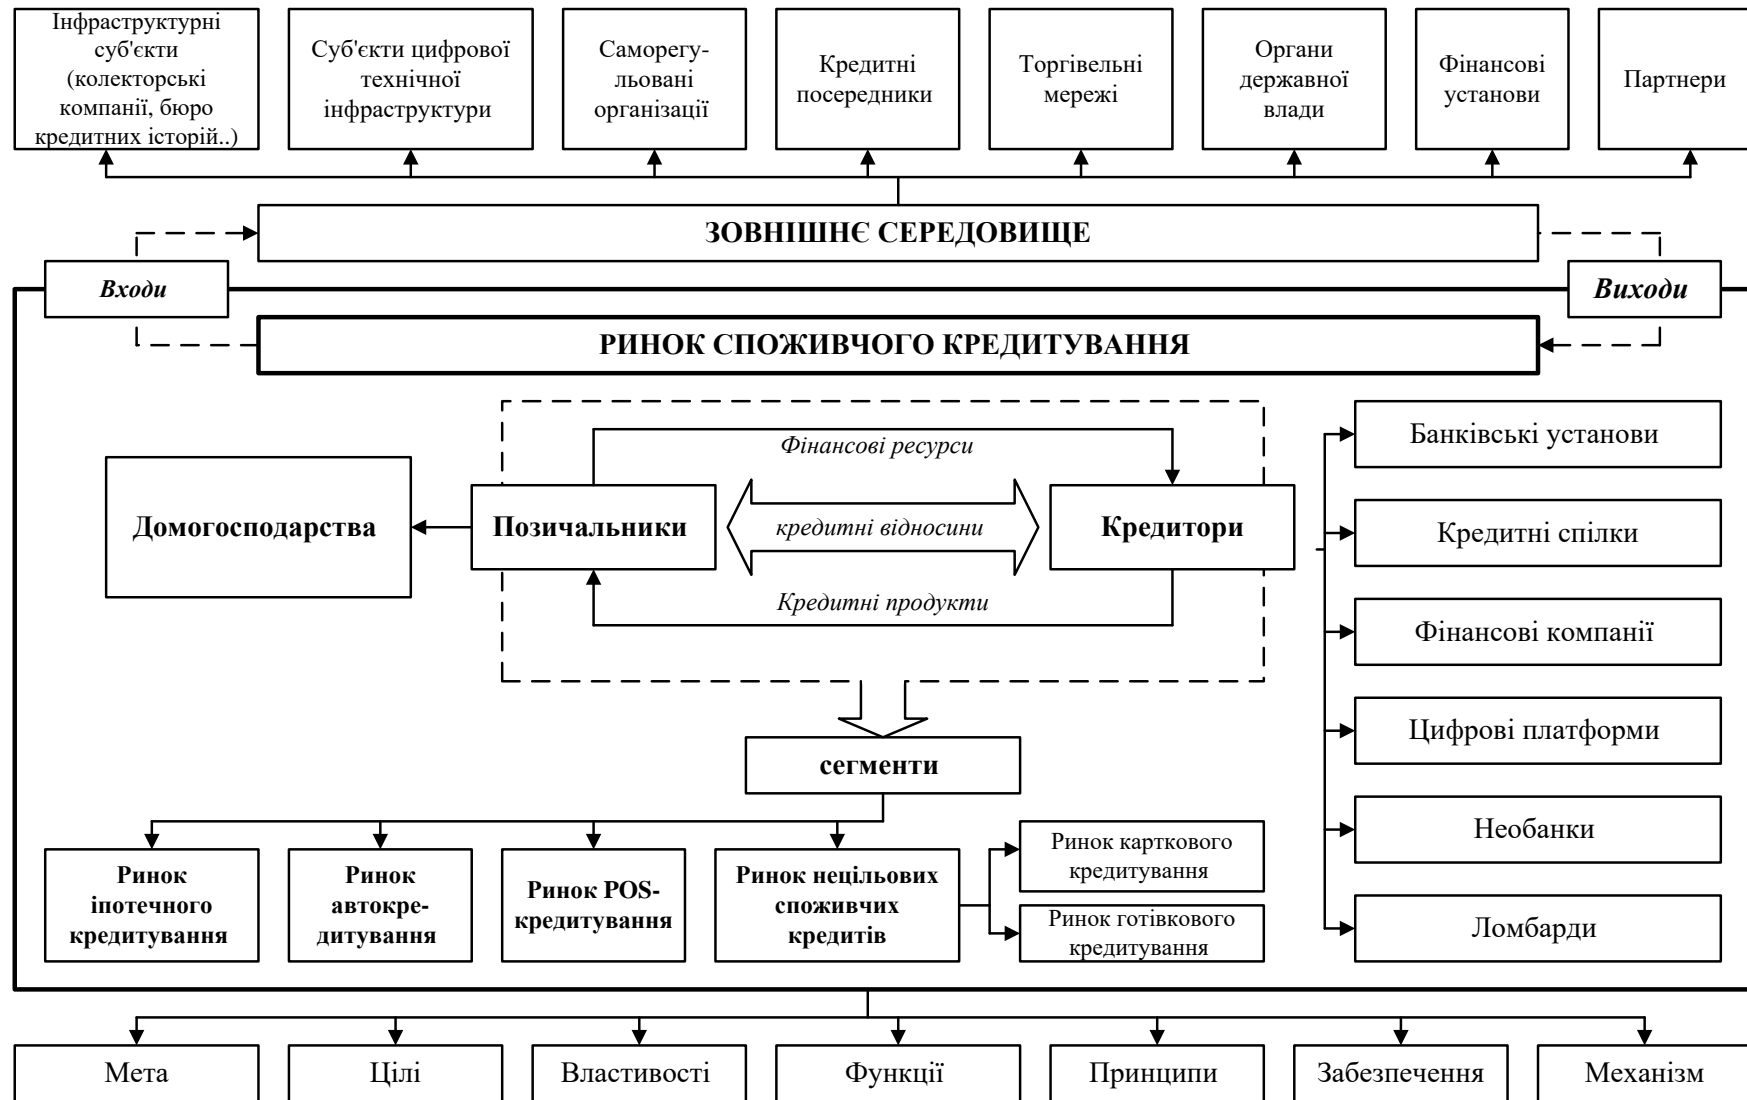 Інфраструктурні
суб'єкти
(колекторські
компанії, бюро
кредитних історій..)
Суб'єкти цифрової
технічної
інфраструктури
Саморегу-
льовані
організації
Кредитні
посередники
Торгівельні
мережі
Органи
державної
влади
Фінансові
установи
Партнери
ЗОВНІШНЄ СЕРЕДОВИЩЕ
Входи
Виходи
РИНОК СПОЖИВЧОГО КРЕДИТУВАННЯ
Фінансові ресурси
Домогосподарства
Позичальники
кредитні відносини
Кредитори
Кредитні продукти
Банківські установи
Кредитні спілки
Фінансові компанії
Цифрові платформи
Необанки
Ломбарди
сегменти
Ринок
іпотечного
кредитування
Ринок
автокре-
дитування
Ринок POS-
кредитування
Ринок нецільових
споживчих
кредитів
Ринок карткового
кредитування
Ринок готівкового
кредитування
Мета
Цілі
Властивості
Функції
Принципи
Забезпечення
Механізм